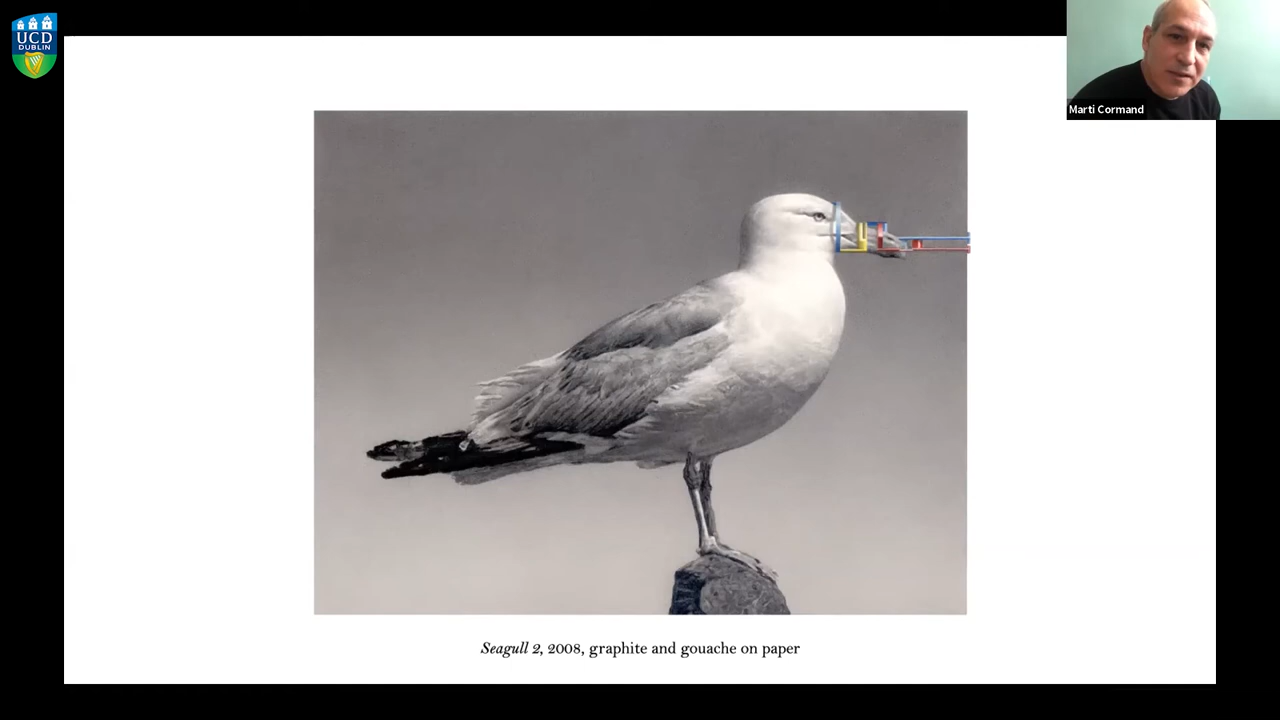 UCD
DUBLIN
Marti Cormand
Seagull 2, 2008, graphite and gouache on paper